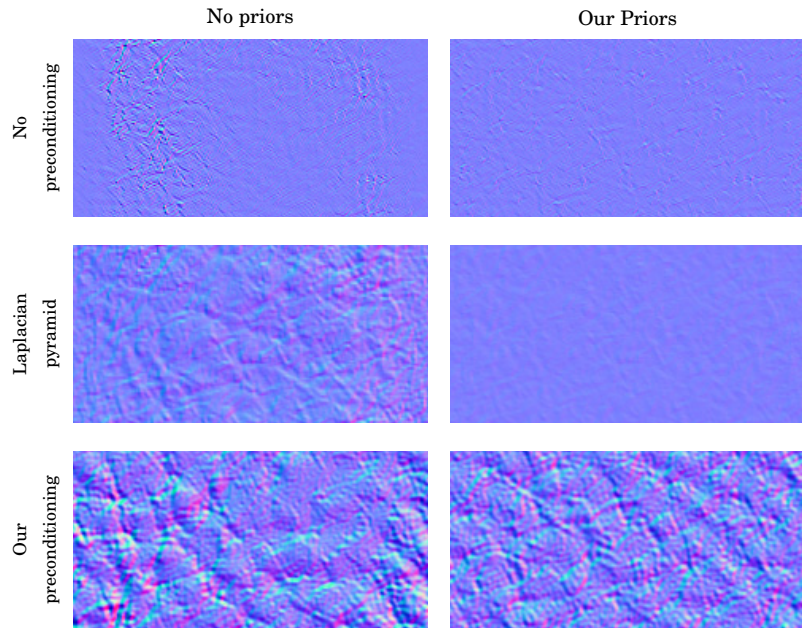 No priors
Our Priors
No
preconditioning
Laplacian
pyramid
Our
preconditioning